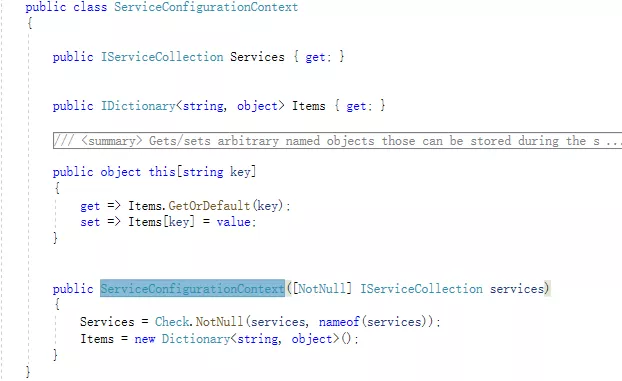 public class ServiceConfigurationContext
{
public IServiceCollection Services { get; }
public IDictionary<string, object> Items { get; }
/// <summary> Gets/sets arbitrary named objects those can be stored during the s ...
public object this[string key]
{
get => Items.GetOrDefault(key);
set => Items[key] = value;
}
public ServiceConfigurationContext([NotNull] IServiceCollection services)
{
Services = Check.NotNull(services, nameof(services));
Items = new Dictionary<string, object>();
}
}